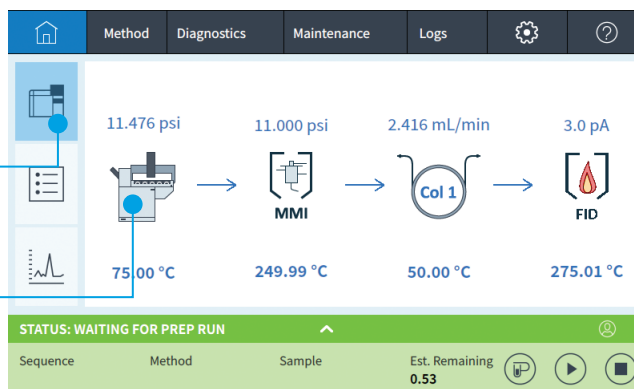 Method Diagnostics Maintenance Logs ?
11.476 psi 11.000 psi 2.416 mL/min 3.0 pA
Col 1
MMI FID
75.00 °C 249.99 °C 50.00 °C 275.01 °C
STATUS: WAITING FOR PREP RUN
Sequence Method Sample Est. Remaining
0.53